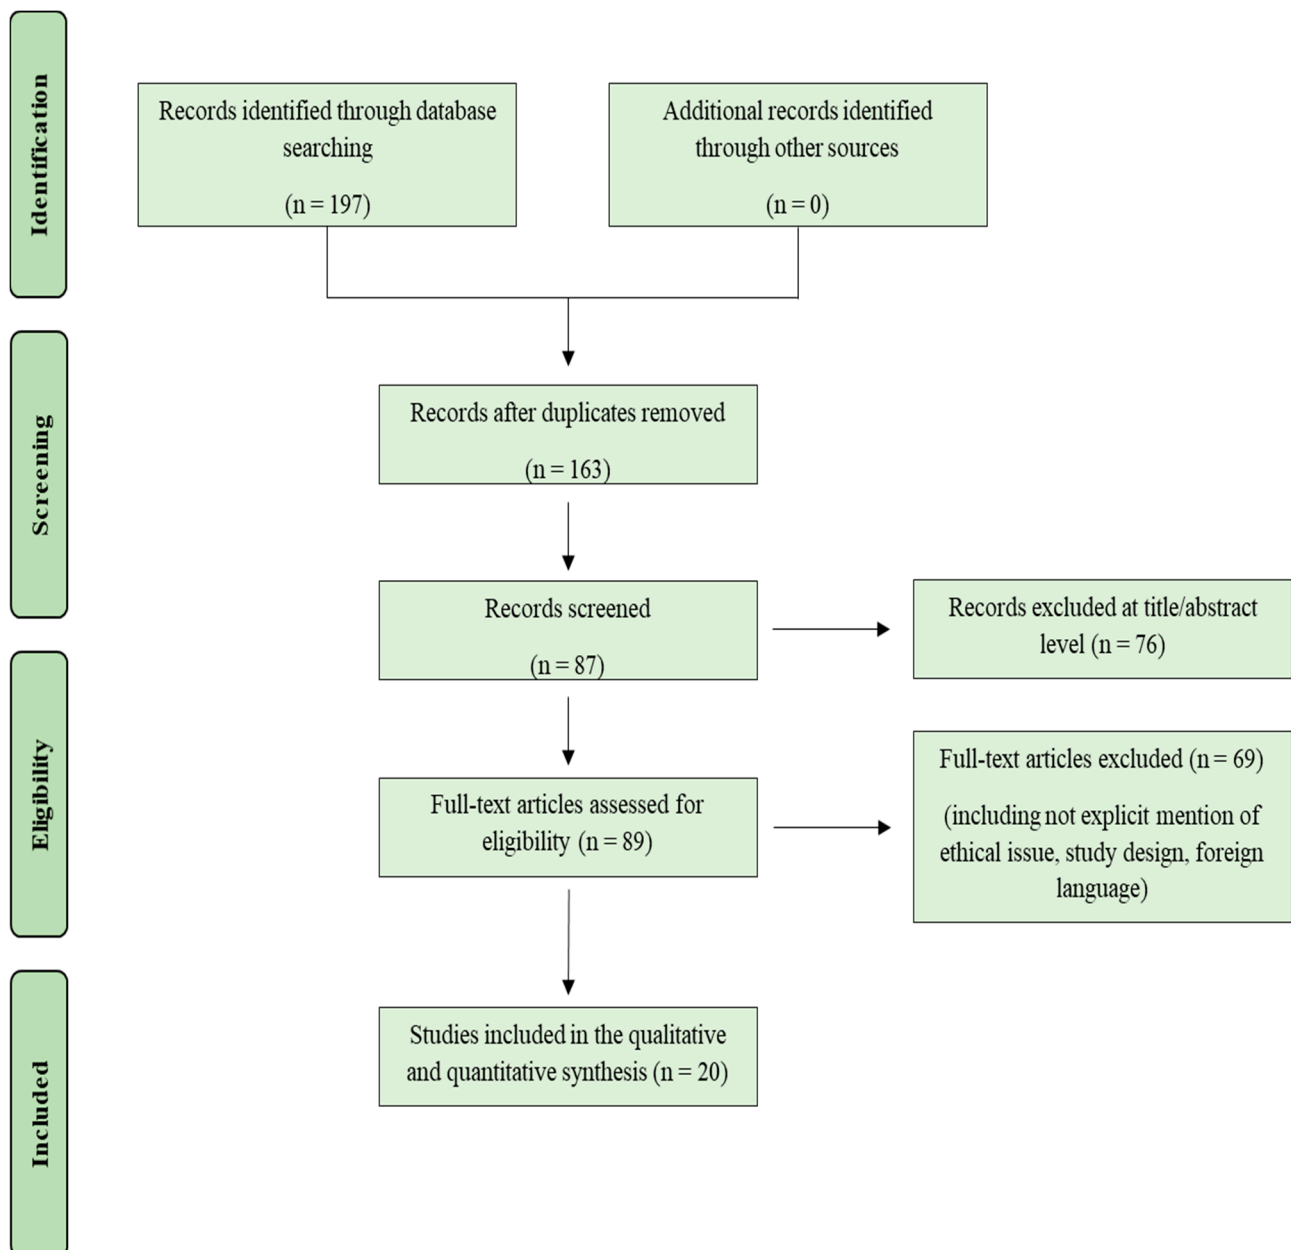 Identification
Records identified through database
searching
(n = 197)
Additional records identified
through other sources
(n = 0)
Screening
Records after duplicates removed
(n = 163)
Records screened
(n = 87)
Records excluded at title/abstract
level (n = 76)
Eligibility
Full-text articles assessed for
eligibility (n = 89)
Full-text articles excluded (n = 69)
(including not explicit mention of
ethical issue, study design, foreign
language)
Included
Studies included in the qualitative
and quantitative synthesis (n = 20)